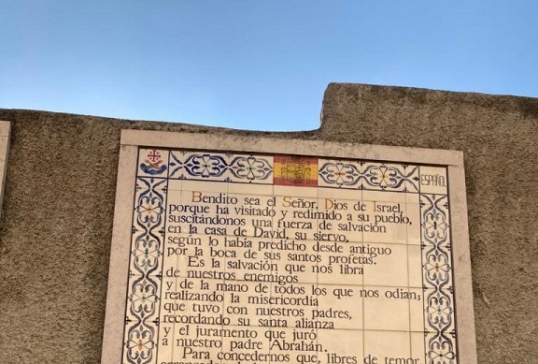 ESPAÑOL
Bendito sea el Señor, Dios de Israel,
porque ha visitado y redimido a su pueblo,
suscitándonos una fuerza de salvación
en la casa de David, su siervo,
según lo había predicho desde antiguo
por la boca de sus santos profetas.
Es la salvación que nos libra
de nuestros enemigos
y de la mano de todos los que nos odian;
realizando la misericordia
que tuvo con nuestros padres,
recordando su santa alianza
y el juramento que juró
a nuestro padre Abrahán.
Para concedernos que, libres de temor